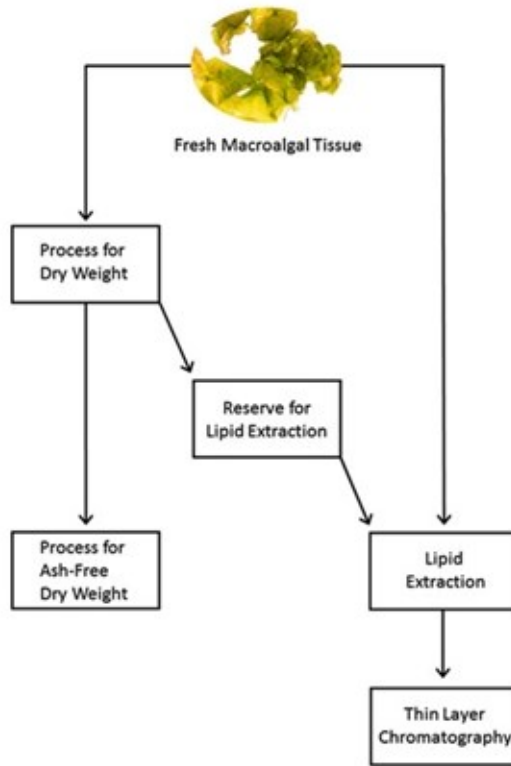 Fresh Macroalgal Tissue
Process for
Dry Weight
Reserve for
Lipid Extraction
Process for
Ash-Free
Dry Weight
Lipid
Extraction
Thin Layer
Chromatography